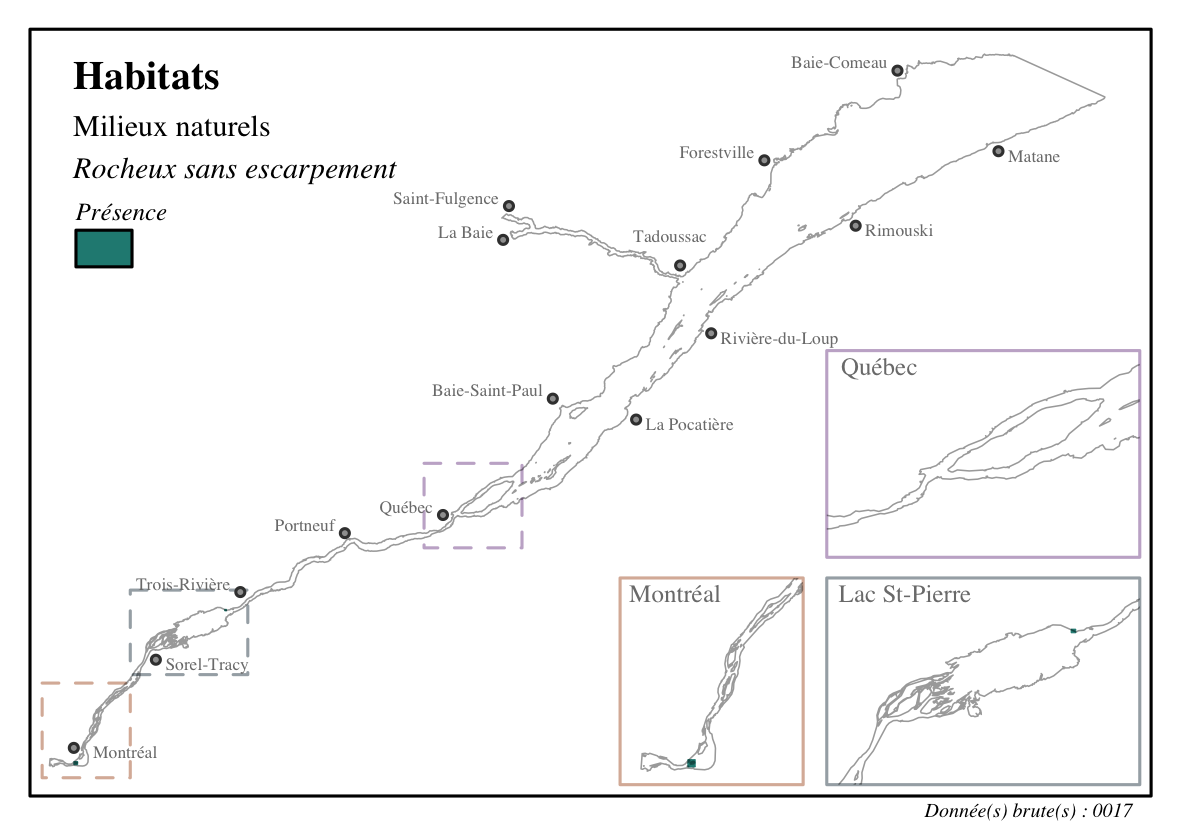 Habitats
Milieux naturels
Rocheux sans escarpement
Présence
Baie-Comeau
Forestville
Matane
Saint-Fulgence
La Baie
Tadoussac
Rimouski
Rivière-du-Loup
Baie-Saint-Paul
La Pocatière
Québec
Portneuf
Trois-Rivière
Sorel-Tracy
Montréal
Québec
Montréal
Lac St-Pierre
Donnée(s) brute(s) : 0017